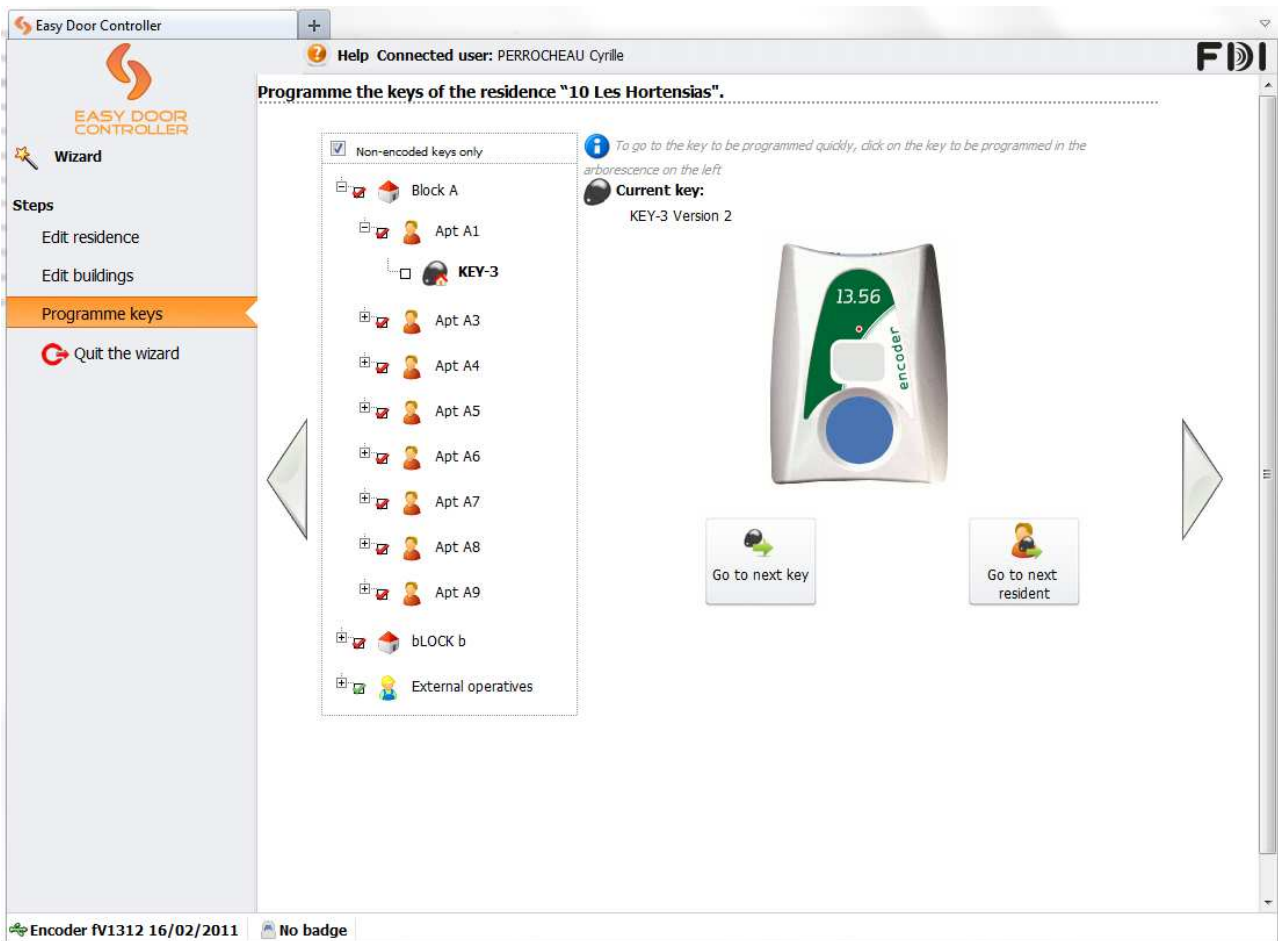 Easy Door Controller
Help Connected user: PERROCHEAU Cyrille
FDI
EASY DOOR
CONTROLLER
Wizard
Steps
Edit residence
Edit buildings
Programme keys
Quit the wizard
Programme the keys of the residence "10 Les Hortensias".
Non-encoded keys only
Block A
Apt A1
KEY-3
Apt A3
Apt A4
Apt A5
Apt A6
Apt A7
Apt A8
Apt A9
bLOCK b
External operatives
To go to the key to be programmed quickly, click on the key to be programmed in the
arborescence on the left
Current key:
KEY-3 Version 2
13.56
encoder
Go to next key
Go to next
resident
Encoder fV1312 16/02/2011
No badge